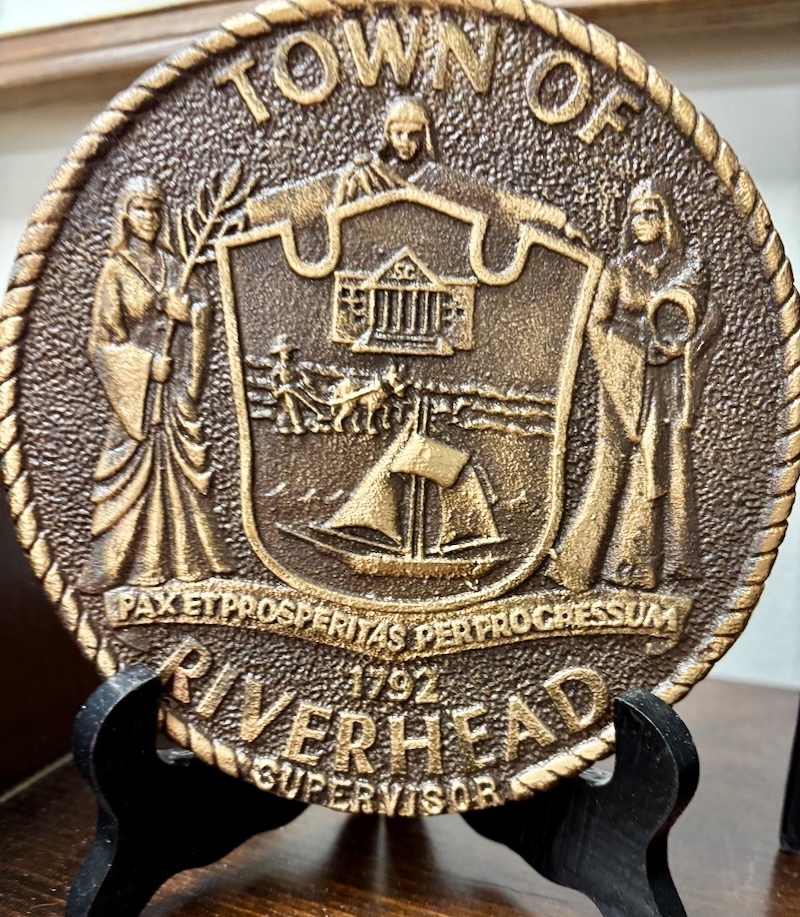 TOWN OF
SC
PAX ET PROSPERITAS PER PROGRESSUM
1792
RIVERHEAD
SUPERVISOR